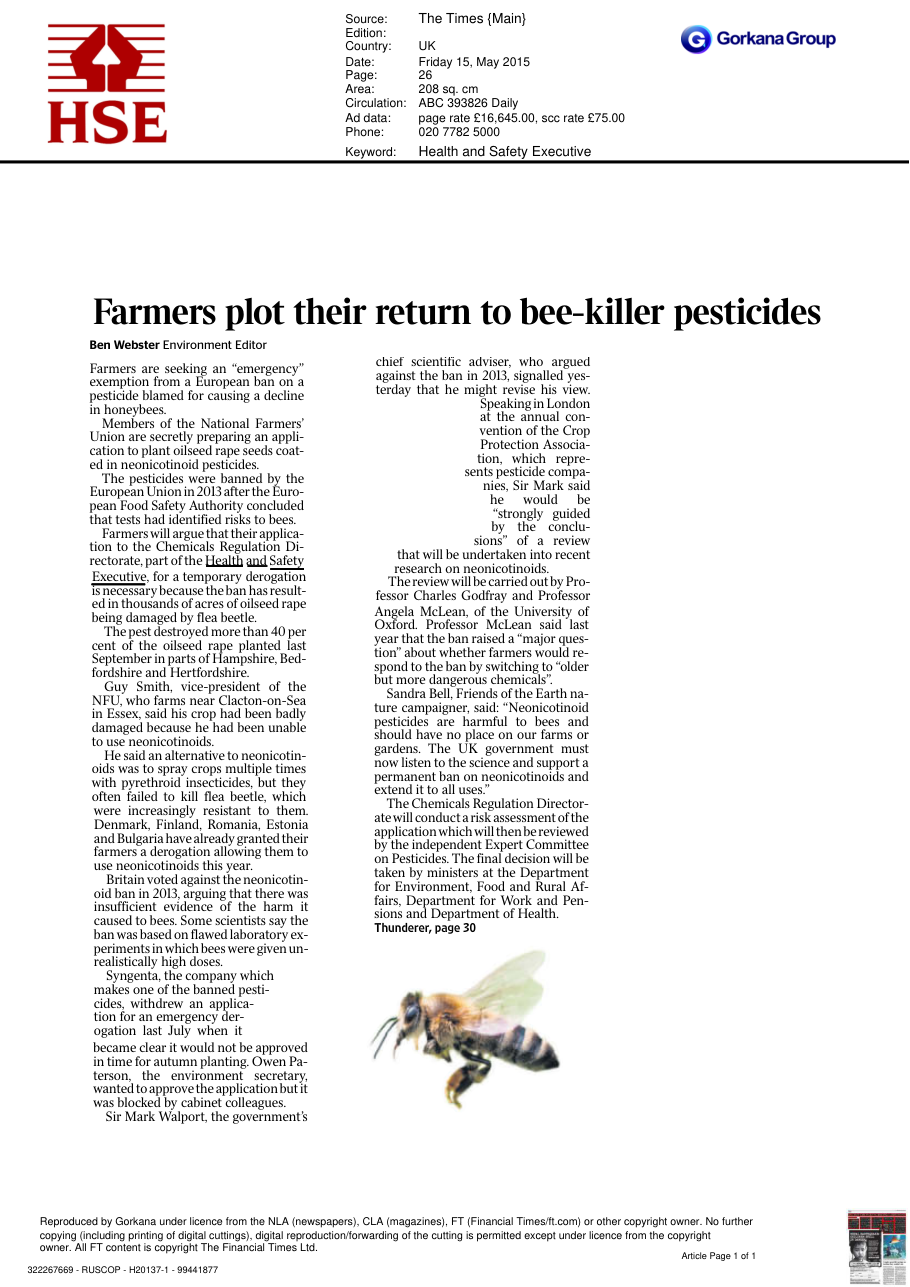 HSE
Source: The Times {Main}
Edition:
Country: UK
Date: Friday 15, May 2015
Page: 26
Area: 208 sq. cm
Circulation: ABC 393826 Daily
Ad data: page rate £16,645.00, scc rate £75.00
Phone: 020 7782 5000
Keyword: Health and Safety Executive
Gorkana Group
Farmers plot their return to bee-killer pesticides
Ben Webster Environment Editor
Farmers are seeking an “emergency”
exemption from a European ban on a
pesticide blamed for causing a decline
in honeybees.
Members of the National Farmers’
Union are secretly preparing an appli-
cation to plant oilseed rape seeds coat-
ed in neonicotinoid pesticides.
The pesticides were banned by the
European Union in 2013 after the Euro-
pean Food Safety Authority concluded
that tests had identified risks to bees.
Farmers will argue that their applica-
tion to the Chemicals Regulation Di-
rectorate, part of the Health and Safety
Executive, for a temporary derogation
is necessary because the ban has result-
ed in thousands of acres of oilseed rape
being damaged by flea beetle.
The pest destroyed more than 40 per
cent of the oilseed rape planted last
September in parts of Hampshire, Bed-
fordshire and Hertfordshire.
Guy Smith, vice-president of the
NFU, who farms near Clacton-on-Sea
in Essex, said his crop had been badly
damaged because he had been unable
to use neonicotinoids.
He said an alternative to neonicotin-
oids was to spray crops multiple times
with pyrethroid insecticides, but they
often failed to kill flea beetle, which
were increasingly resistant to them.
Denmark, Finland, Romania, Estonia
and Bulgaria have already granted their
farmers a derogation allowing them to
use neonicotinoids this year.
Britain voted against the neonicotin-
oid ban in 2013, arguing that there was
insufficient evidence of the harm it
caused to bees. Some scientists say the
ban was based on flawed laboratory ex-
periments in which bees were given un-
realistically high doses.
Syngenta, the company which
makes one of the banned pesti-
cides, withdrew an applica-
tion for an emergency der-
ogation last July when it
became clear it would not be approved
in time for autumn planting. Owen Pa-
terson, the environment secretary,
wanted to approve the application but it
was blocked by cabinet colleagues.
Sir Mark Walport, the government’s
chief scientific adviser, who argued
against the ban in 2013, signalled yes-
terday that he might revise his view.
Speaking in London
at the annual con-
vention of the Crop
Protection Associa-
tion, which repre-
sents pesticide compa-
nies, Sir Mark said
he would be
“strongly guided
by the conclu-
sions” of a review
that will be undertaken into recent
research on neonicotinoids.
The review will be carried out by Pro-
fessor Charles Godfray and Professor
Angela McLean, of the University of
Oxford. Professor McLean said last
year that the ban raised a “major ques-
tion” about whether farmers would re-
spond to the ban by switching to “older
but more dangerous chemicals”.
Sandra Bell, Friends of the Earth na-
ture campaigner, said: “Neonicotinoid
pesticides are harmful to bees and
should have no place on our farms or
gardens. The UK government must
now listen to the science and support a
permanent ban on neonicotinoids and
extend it to all uses.”
The Chemicals Regulation Director-
ate will conduct a risk assessment of the
application which will then be reviewed
by the independent Expert Committee
on Pesticides. The final decision will be
taken by ministers at the Department
for Environment, Food and Rural Af-
fairs, Department for Work and Pen-
sions and Department of Health.
Thunderer, page 30
Reproduced by Gorkana under licence from the NLA (newspapers), CLA (magazines), FT (Financial Times/ft.com) or other copyright owner. No further
copying (including printing of digital cuttings), digital reproduction/forwarding of the cutting is permitted except under licence from the copyright
owner. All FT content is copyright The Financial Times Ltd.
Article Page 1 of 1
322267669 - RUSCOP - H20137-1 - 99441877